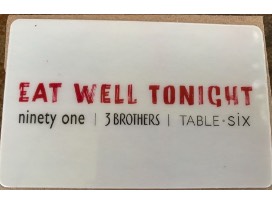 EAT WELL TONIGHT
ninety one | 3 BROTHERS | TABLE-SIX